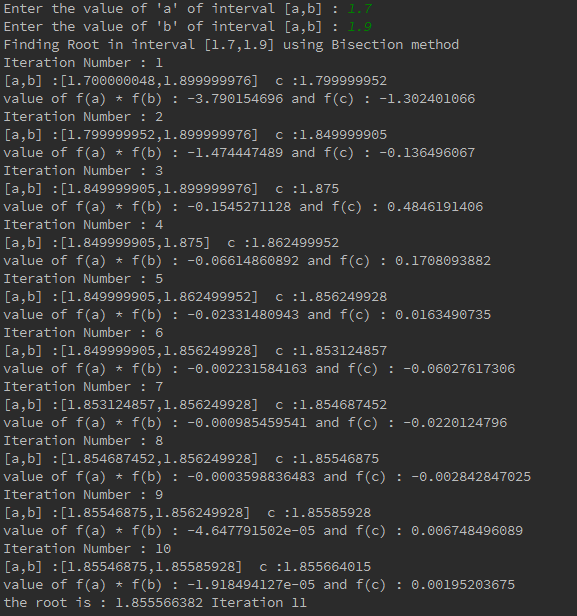 Enter the value of 'a' of interval [a,b] : 1.7
Enter the value of 'b' of interval [a,b] : 1.9
Finding Root in interval [1.7,1.9] using Bisection method
Iteration Number : 1
[a,b] :[1.700000048,1.899999976]  c :1.799999952
value of f(a) * f(b) : -3.790154696 and f(c) : -1.302401066
Iteration Number : 2
[a,b] :[1.799999952,1.899999976]  c :1.849999905
value of f(a) * f(b) : -1.474447489 and f(c) : -0.136496067
Iteration Number : 3
[a,b] :[1.849999905,1.899999976]  c :1.875
value of f(a) * f(b) : -0.1545271128 and f(c) : 0.4846191406
Iteration Number : 4
[a,b] :[1.849999905,1.875]  c :1.862499952
value of f(a) * f(b) : -0.06614860892 and f(c) : 0.1708093882
Iteration Number : 5
[a,b] :[1.849999905,1.862499952]  c :1.856249928
value of f(a) * f(b) : -0.02331480943 and f(c) : 0.0163490735
Iteration Number : 6
[a,b] :[1.849999905,1.856249928]  c :1.853124857
value of f(a) * f(b) : -0.002231584163 and f(c) : -0.06027617306
Iteration Number : 7
[a,b] :[1.853124857,1.856249928]  c :1.854687452
value of f(a) * f(b) : -0.000985459541 and f(c) : -0.0220124796
Iteration Number : 8
[a,b] :[1.854687452,1.856249928]  c :1.85546875
value of f(a) * f(b) : -0.0003598836483 and f(c) : -0.002842847025
Iteration Number : 9
[a,b] :[1.85546875,1.856249928]  c :1.85585928
value of f(a) * f(b) : -4.647791502e-05 and f(c) : 0.006748496089
Iteration Number : 10
[a,b] :[1.85546875,1.85585928]  c :1.855664015
value of f(a) * f(b) : -1.918494127e-05 and f(c) : 0.00195203675
the root is : 1.855566382 Iteration 11